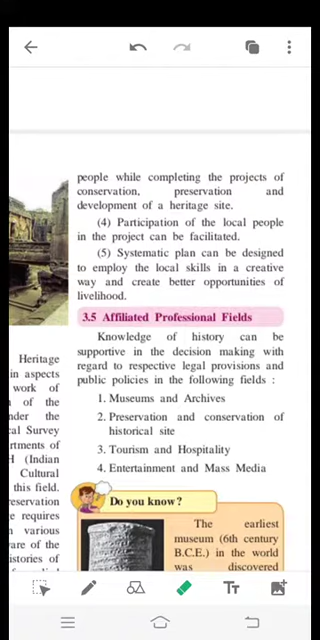 people while completing the projects of
conservation, preservation and
development of a heritage site.
(4) Participation of the local people
in the project can be facilitated.
(5) Systematic plan can be designed
to employ the local skills in a creative
way and create better opportunities of
livelihood.
3.5 Affiliated Professional Fields
Knowledge of history can be
supportive in the decision making with
regard to respective legal provisions and
public policies in the following fields :
1. Museums and Archives
2. Preservation and conservation of
historical site
3. Tourism and Hospitality
4. Entertainment and Mass Media
Do you know?
The earliest
museum (6th century
B.C.E.) in the world
was discovered
Heritage
in aspects
work of
of the
the
Survey
of
(Indian
Cultural
this field.
requires
various
of the
of
Tт